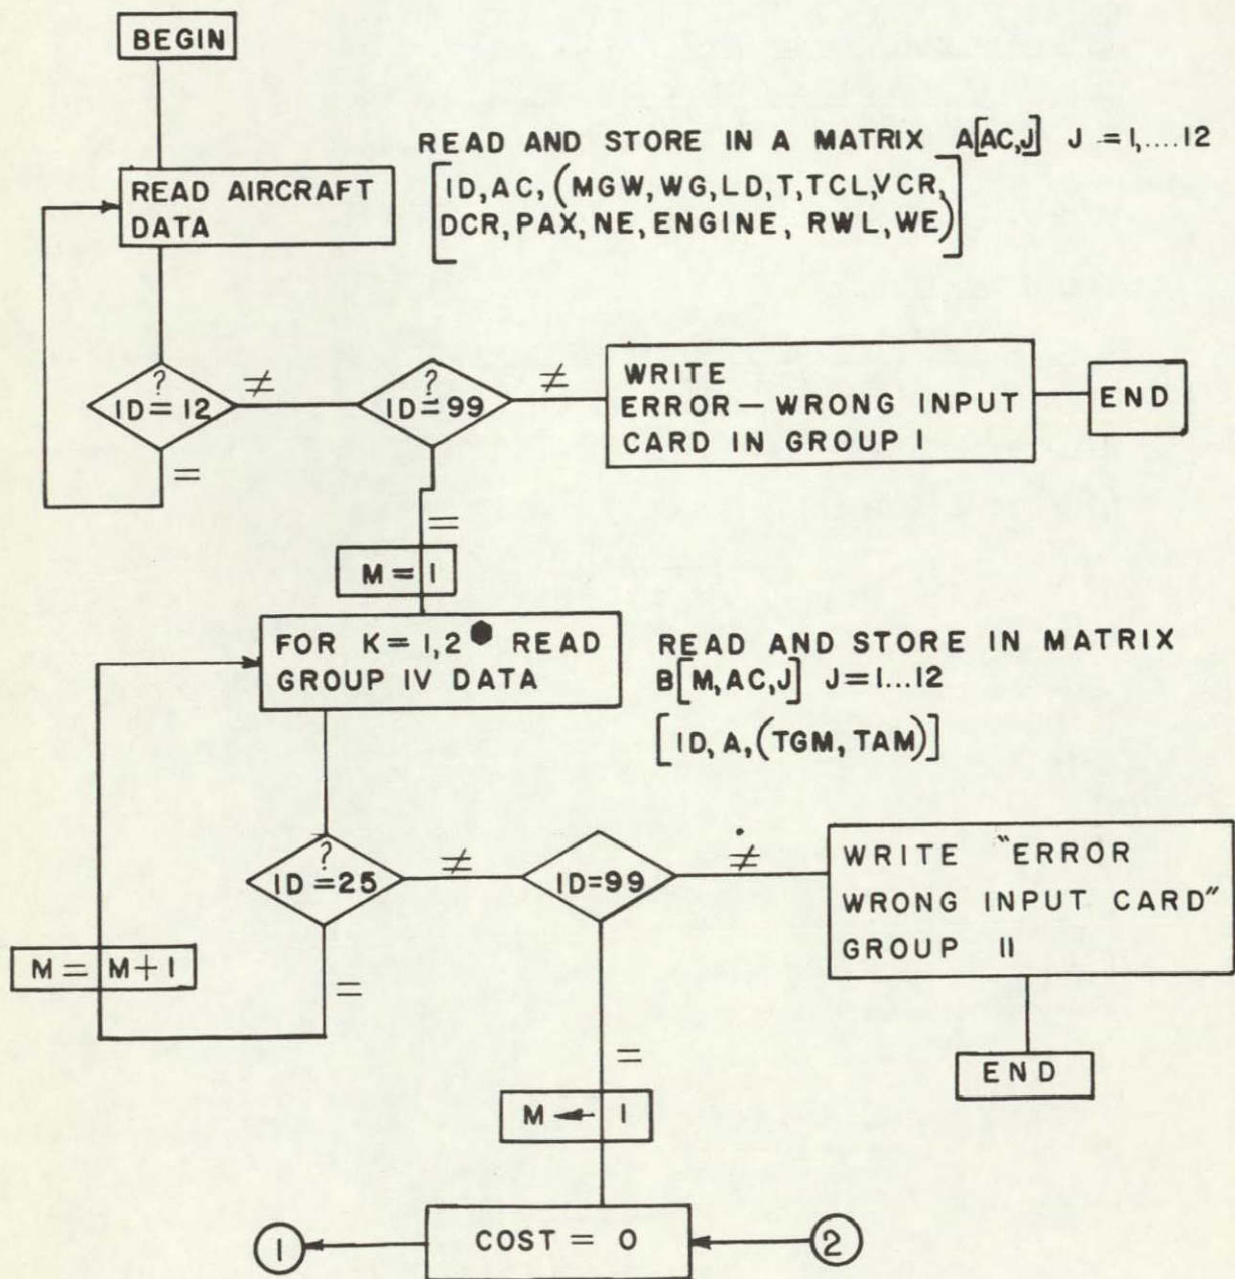 BEGIN
READ AND STORE IN A MATRIX A[AC,J] J = 1,....12
READ AIRCRAFT
DATA
[ID, AC, (MGW, WG, LD, T, TCL, VCR,
DCR, PAX, NE, ENGINE, RWL, WE)]
?
ID = 12
≠
?
ID = 99
≠
WRITE
ERROR — WRONG INPUT
CARD IN GROUP I
END
=
=
M = 1
FOR K = 1,2 READ
GROUP IV DATA
READ AND STORE IN MATRIX
B[M,AC,J] J=1...12
[ID, A, (TGM, TAM)]
?
ID = 25
≠
ID=99
≠
WRITE "ERROR
WRONG INPUT CARD"
GROUP II
M = M+1
=
=
END
M ← 1
1
COST = 0
2